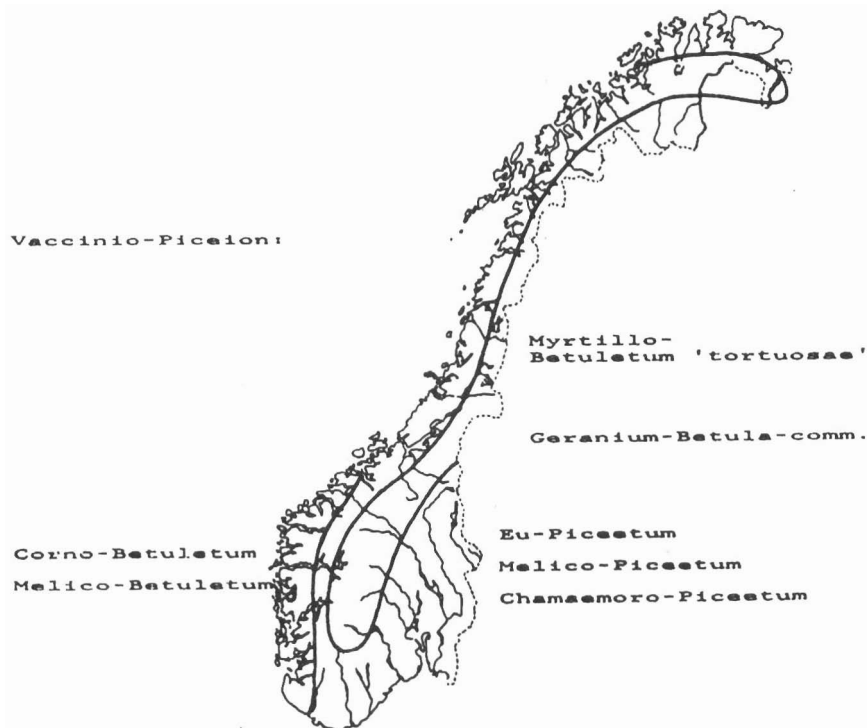 Vaccinio-Piceion:
Myrtillo-
Betuletum 'tortuosae'
Geranium-Betula-comm.
Corno-Betuletum
Melico-Betuletum
Eu-Piceetum
Melico-Piceetum
Chamaemoro-Piceetum